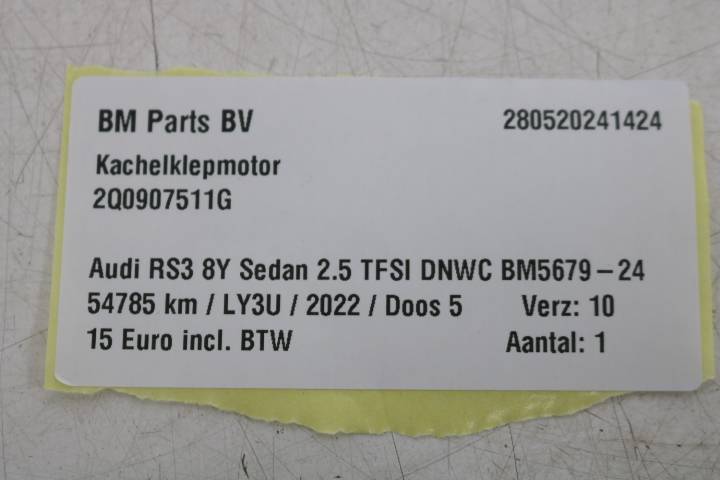 BM Parts BV 280520241424
Kachelklepmotor
2Q0907511G
Audi RS3 8Y Sedan 2.5 TFSI DNWC BM5679-24
54785 km / LY3U / 2022 / Doos 5 Verz: 10
15 Euro incl. BTW Aantal: 1